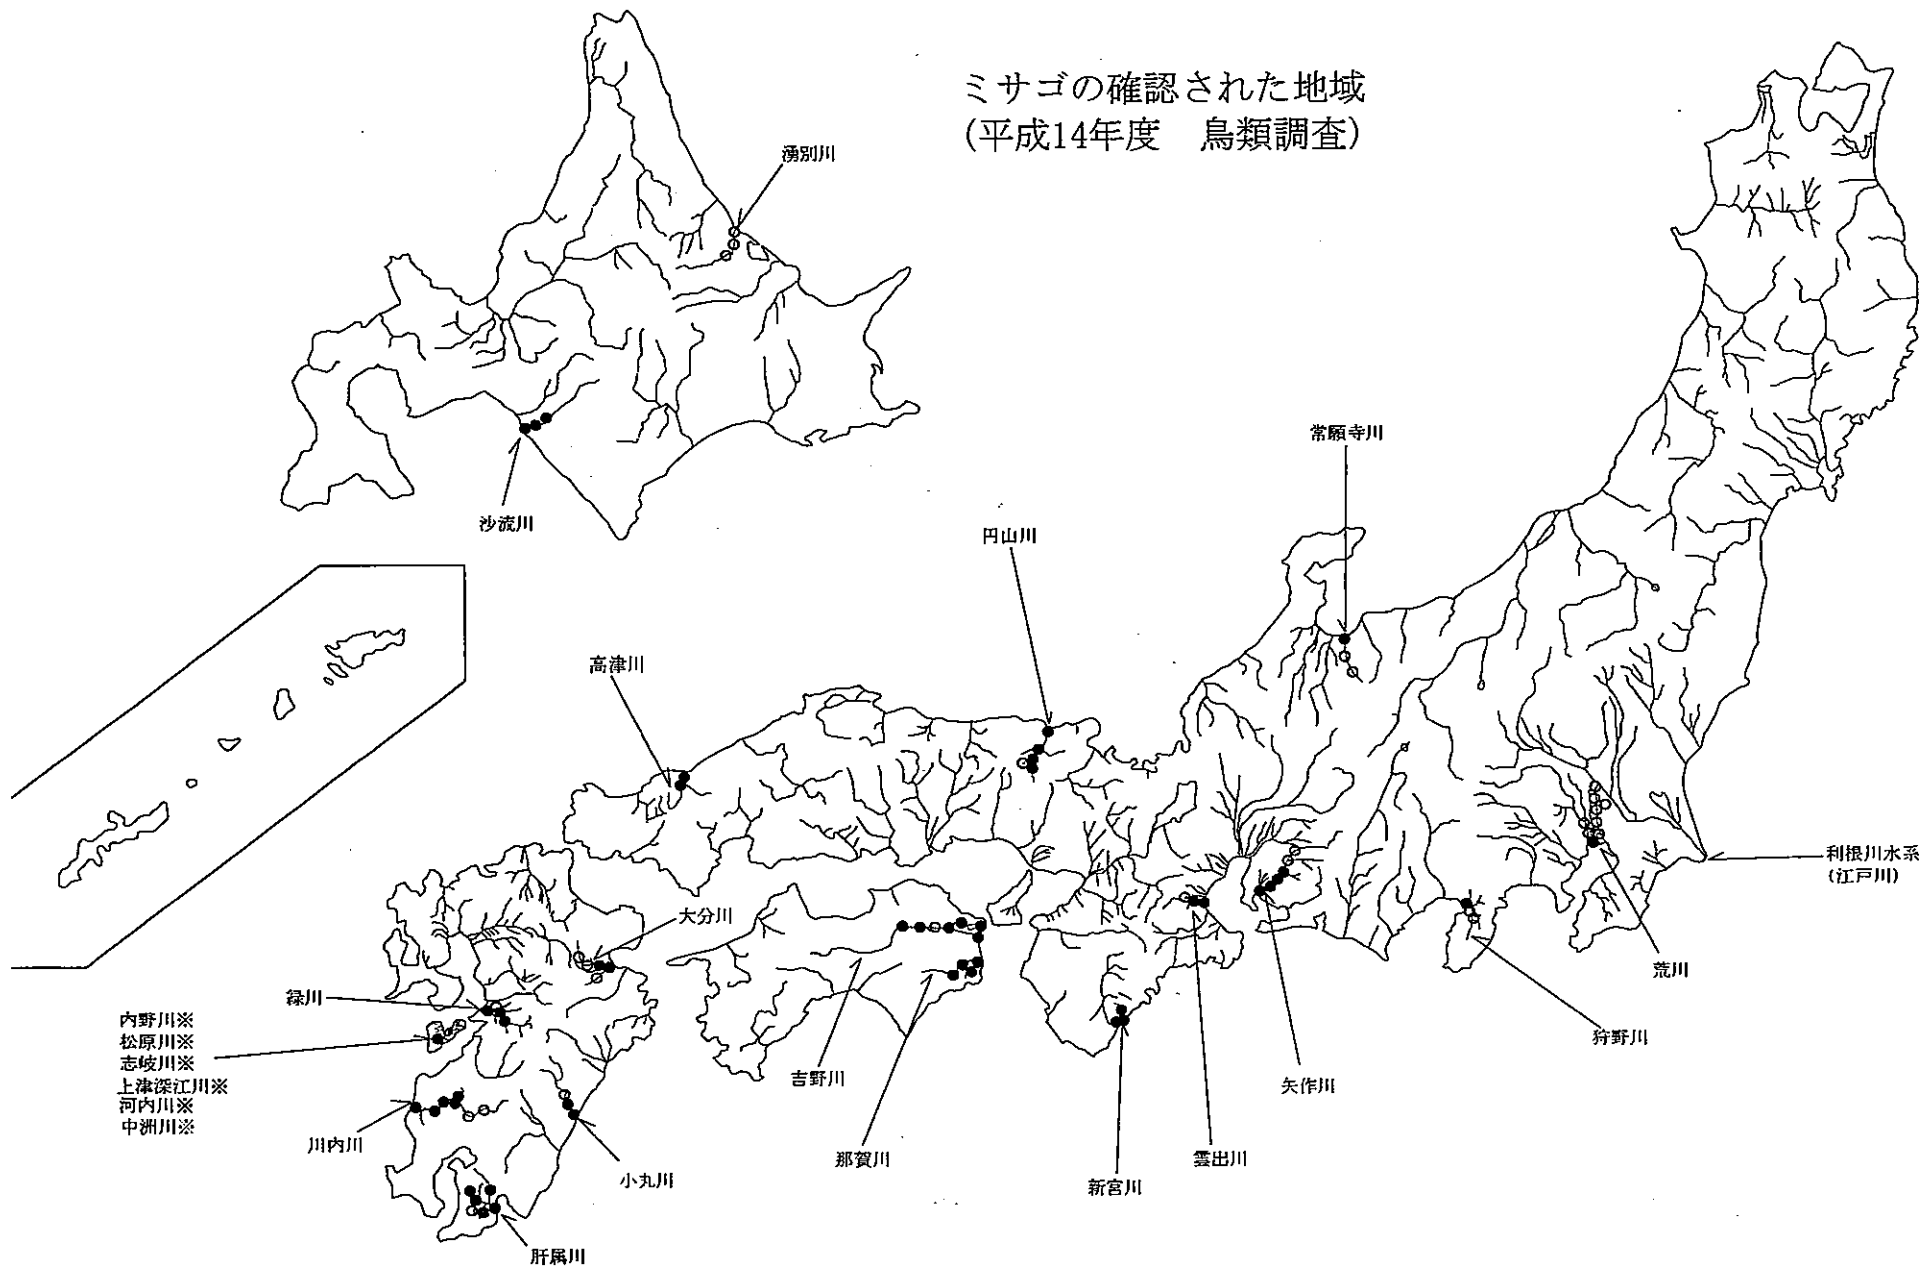 ミサゴの確認された地域
(平成14年度　鳥類調査)
湧別川
沙流川
常願寺川
円山川
高津川
大分川
緑川
内野川※
松原川※
志岐川※
上津深江川※
河内川※
中洲川※
川内川
小丸川
肝属川
吉野川
那賀川
新宮川
雲出川
矢作川
狩野川
荒川
利根川水系
(江戸川)